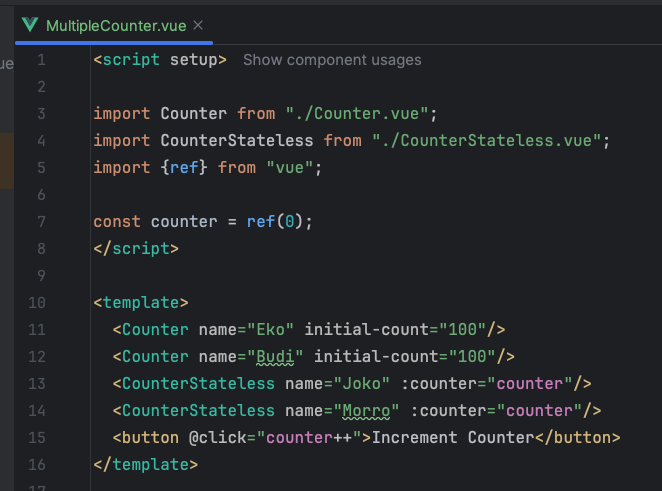 MultipleCounter.vue ×
ue
1 <script setup> Show component usages
2
3 import Counter from "./Counter.vue";
4 import CounterStateless from "./CounterStateless.vue";
5 import {ref} from "vue";
6
7 const counter = ref(0);
8 </script>
9
10 <template>
11 <Counter name="Eko" initial-count="100"/>
12 <Counter name="Budi" initial-count="100"/>
13 <CounterStateless name="Joko" :counter="counter"/>
14 <CounterStateless name="Morro" :counter="counter"/>
15 <button @click="counter++">Increment Counter</button>
16 </template>
17